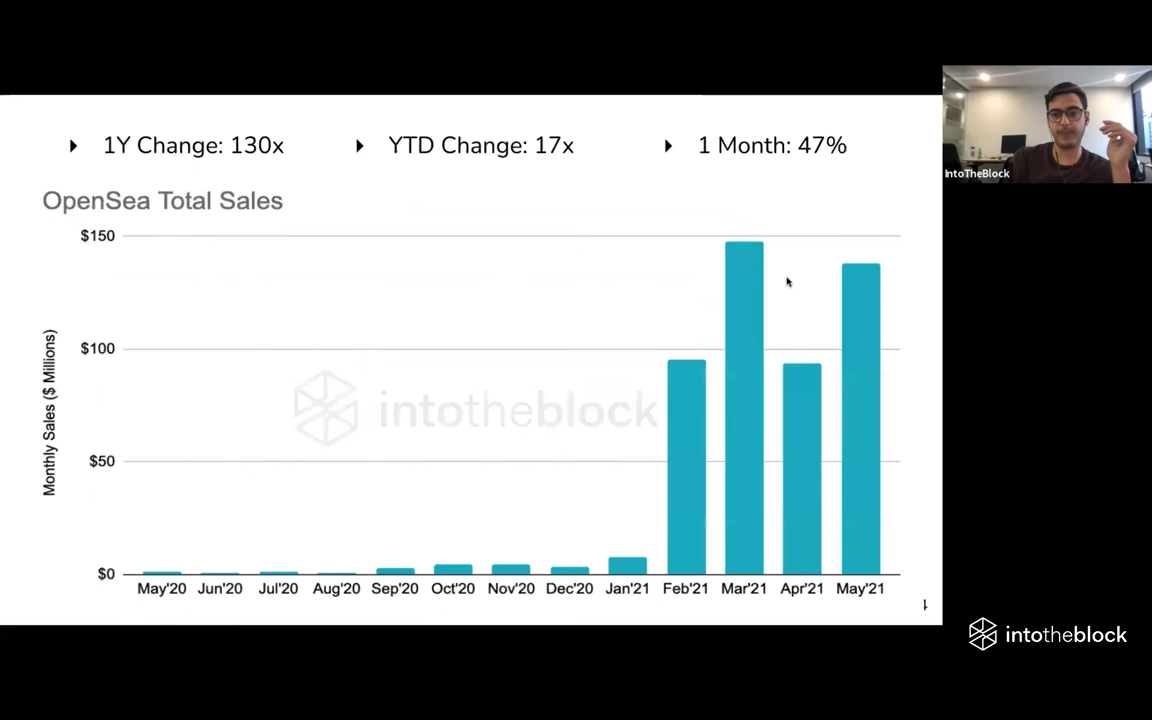 1Y Change: 130x
YTD Change: 17x
1 Month: 47%
IntoTheBlock
OpenSea Total Sales
Monthly Sales ($ Millions)
$150
$100
$50
$0
intotheblock
May'20 Jun'20 Jul'20 Aug'20 Sep'20 Oct'20 Nov'20 Dec'20 Jan'21 Feb'21 Mar'21 Apr'21 May'21
intotheblock